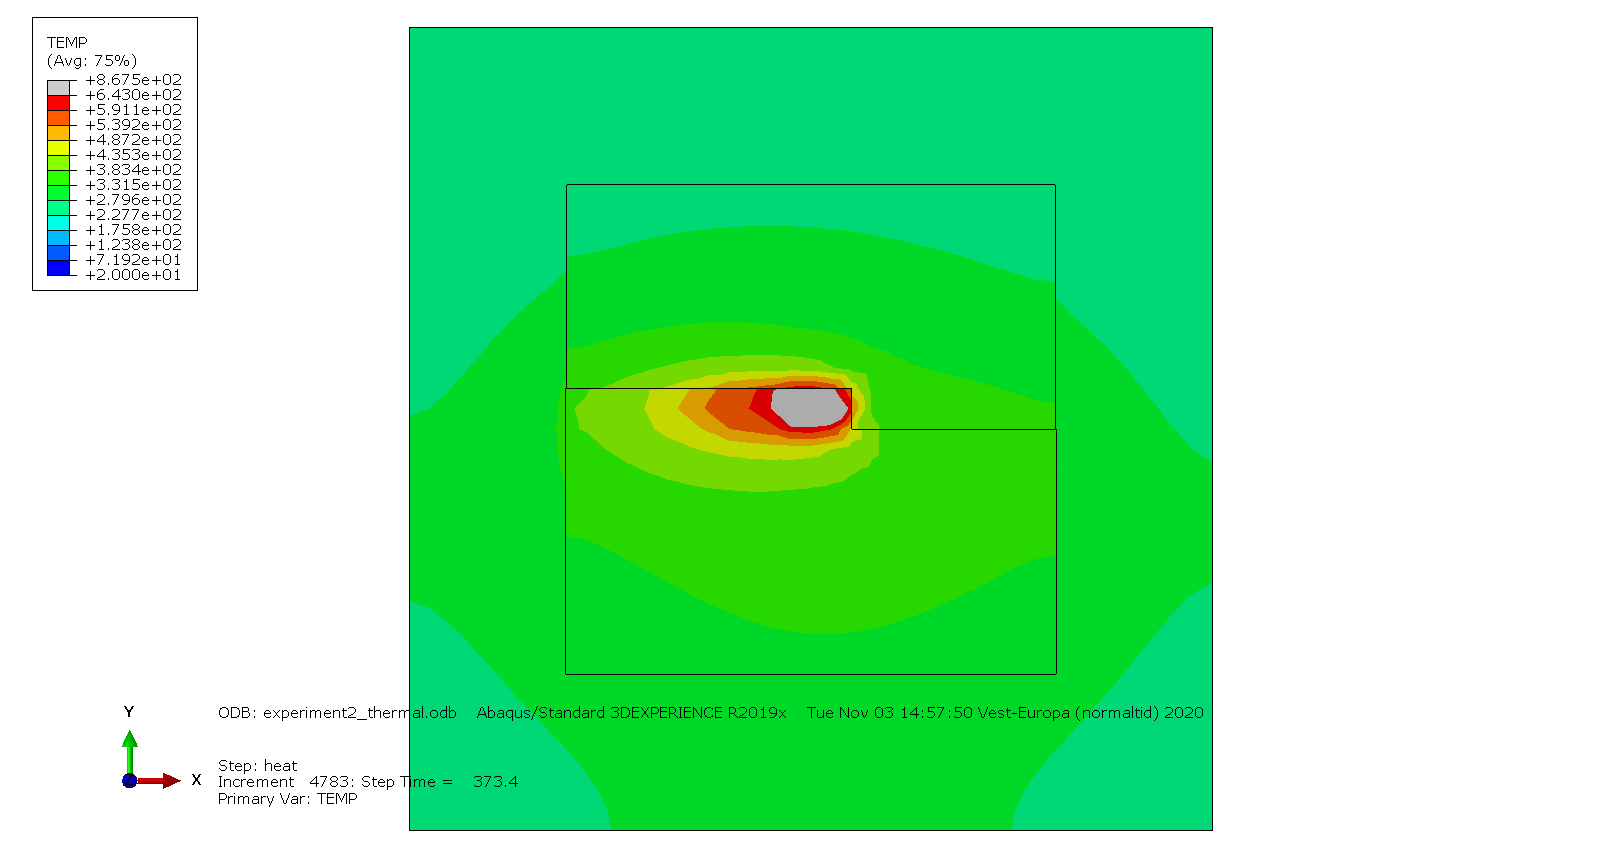 TEMP
(Avg: 75%)
+8.675e+02
+6.430e+02
+5.911e+02
+5.392e+02
+4.872e+02
+4.353e+02
+3.834e+02
+3.315e+02
+2.796e+02
+2.277e+02
+1.758e+02
+1.238e+02
+7.192e+01
+2.000e+01
Y
X
ODB: experiment2_thermal.odb Abaqus/Standard 3DEXPERIENCE R2019x Tue Nov 03 14:57:50 Vest-Europa (normaltid) 2020
Step: heat
Increment 4783: Step Time = 373.4
Primary Var: TEMP